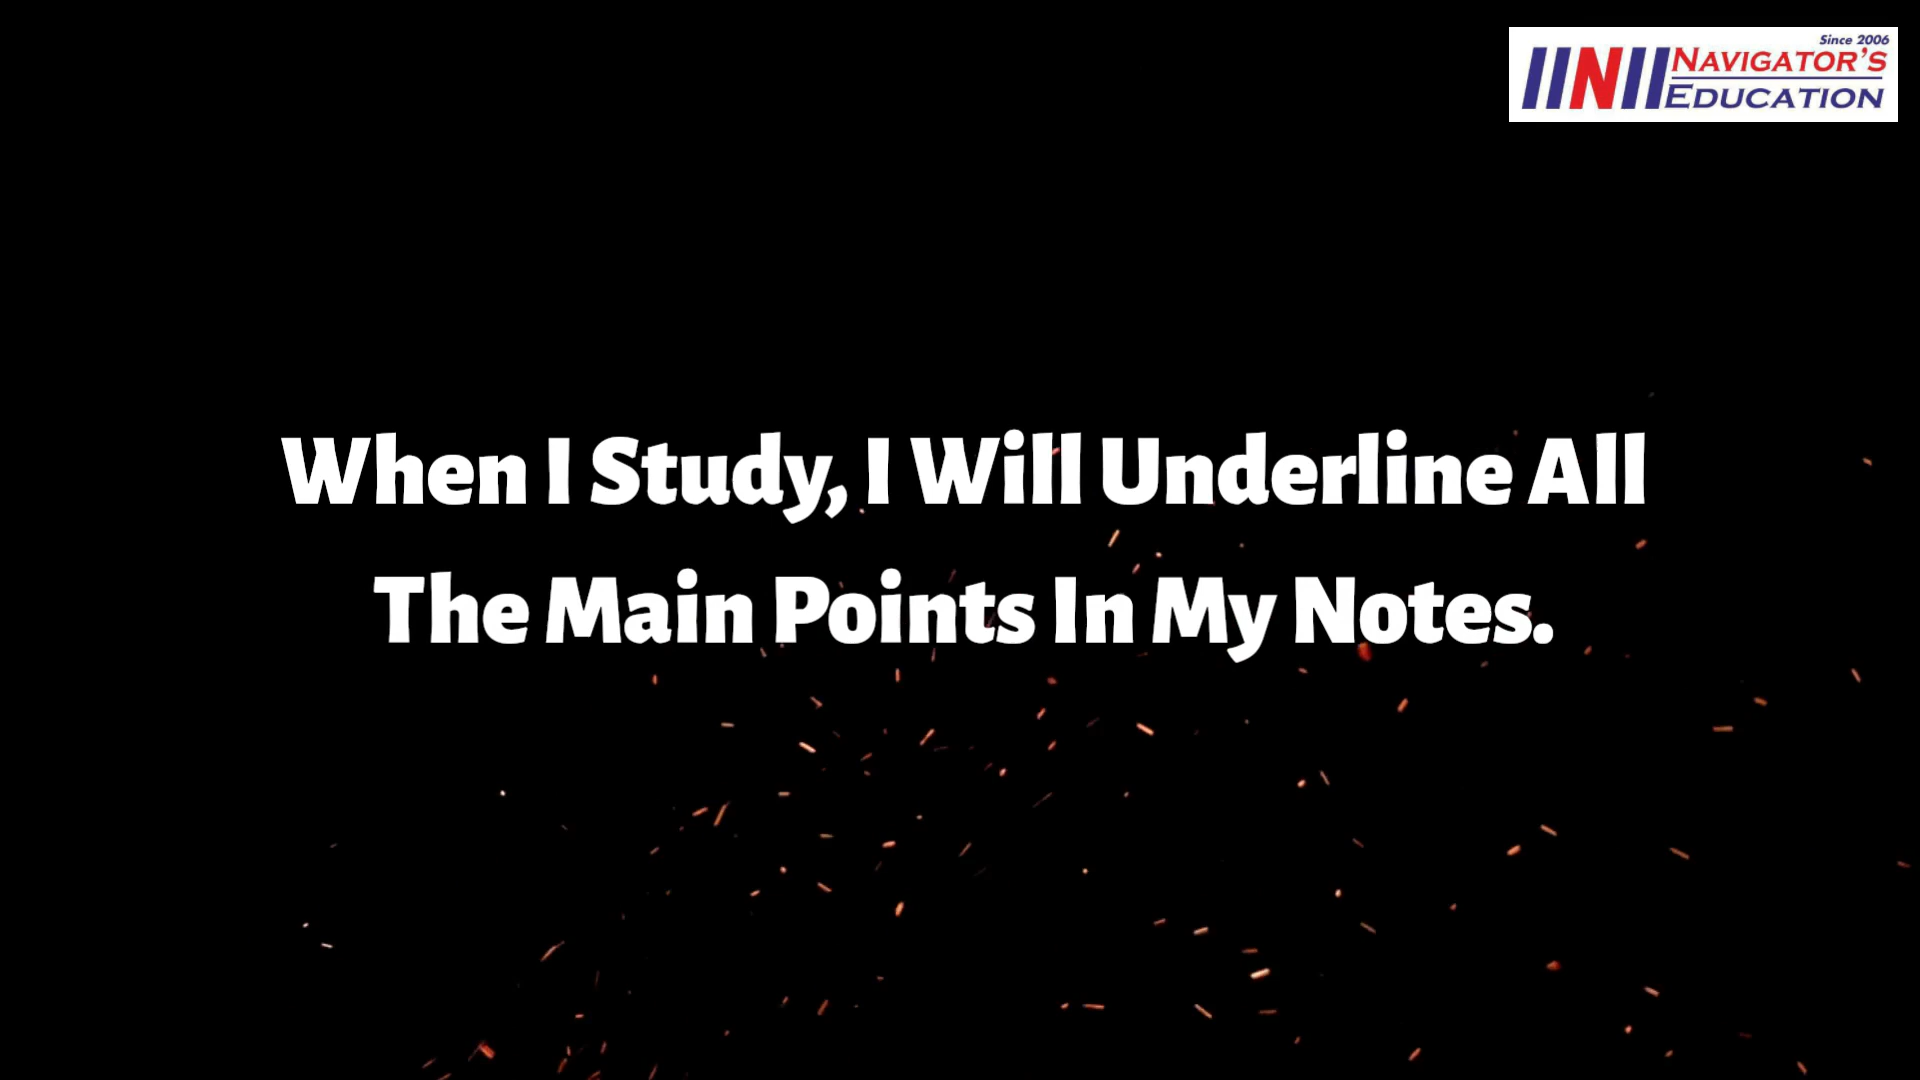 Since 2006
NAVIGATOR'S
EDUCATION
When I Study, I Will Underline All
The Main Points In My Notes.